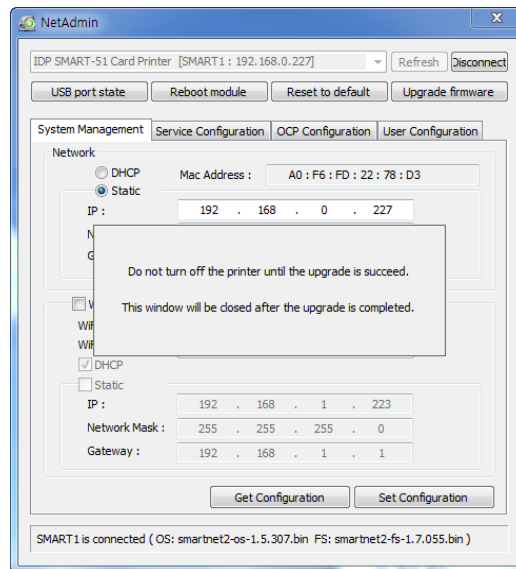 NetAdmin
IDP SMART-51 Card Printer [SMART1 : 192.168.0.227]
Refresh
Disconnect
USB port state
Reboot module
Reset to default
Upgrade firmware
System Management
Service Configuration
OCP Configuration
User Configuration
Network
DHCP
Mac Address :
A0 : F6 : FD : 22 : 78 : D3
Static
IP :
192 . 168 . 0 . 227
Do not turn off the printer until the upgrade is succeed.
This window will be closed after the upgrade is completed.
DHCP
Static
IP :
192 . 168 . 1 . 223
Network Mask :
255 . 255 . 255 . 0
Gateway :
192 . 168 . 1 . 1
Get Configuration
Set Configuration
SMART1 is connected ( OS: smartnet2-os-1.5.307.bin FS: smartnet2-fs-1.7.055.bin )